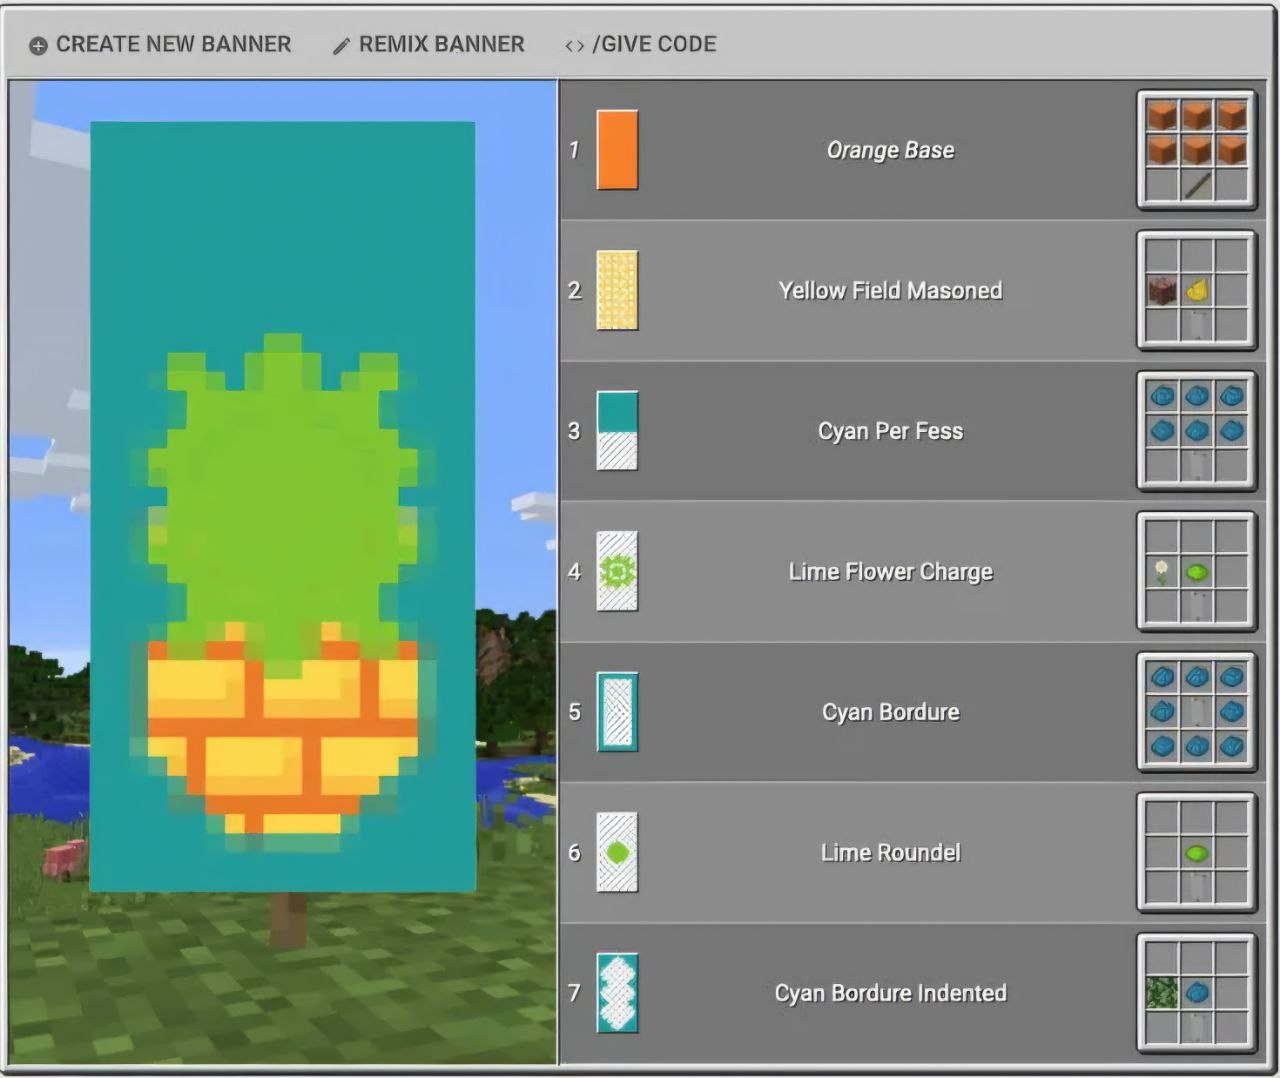 CREATE NEW BANNER REMIX BANNER <> /GIVE CODE
1 Orange Base
2 Yellow Field Masoned
3 Cyan Per Fess
4 Lime Flower Charge
5 Cyan Bordure
6 Lime Roundel
7 Cyan Bordure Indented